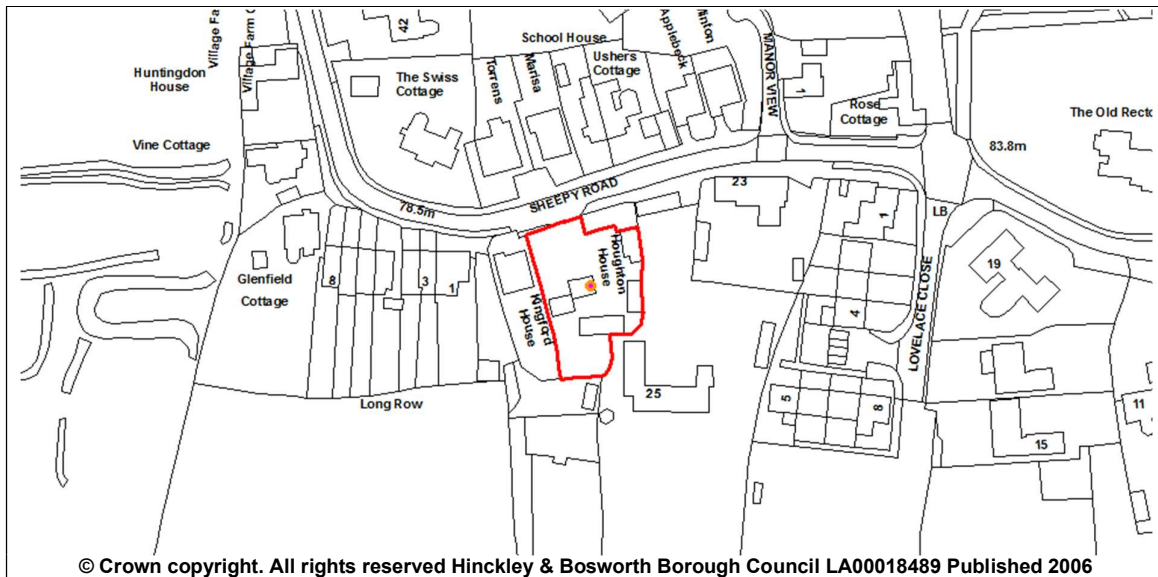 Village Fa
Village Farm C
42
School House
Applebeck
linton
MANOR VIEW
Huntingdon
House
The Swiss
Cottage
Torrens
Marisa
Ushers
Cottage
1
Rose
Cottage
The Old Recto
Vine Cottage
83.8m
SHEEPY ROAD
78.5m
23
1
LB
Houghton
House
Glenfield
Cottage
8
3
1
Kingford
House
19
4
LOVELACE CLOSE
25
Long Row
5
8
11
15
© Crown copyright. All rights reserved Hinckley & Bosworth Borough Council LA00018489 Published 2006